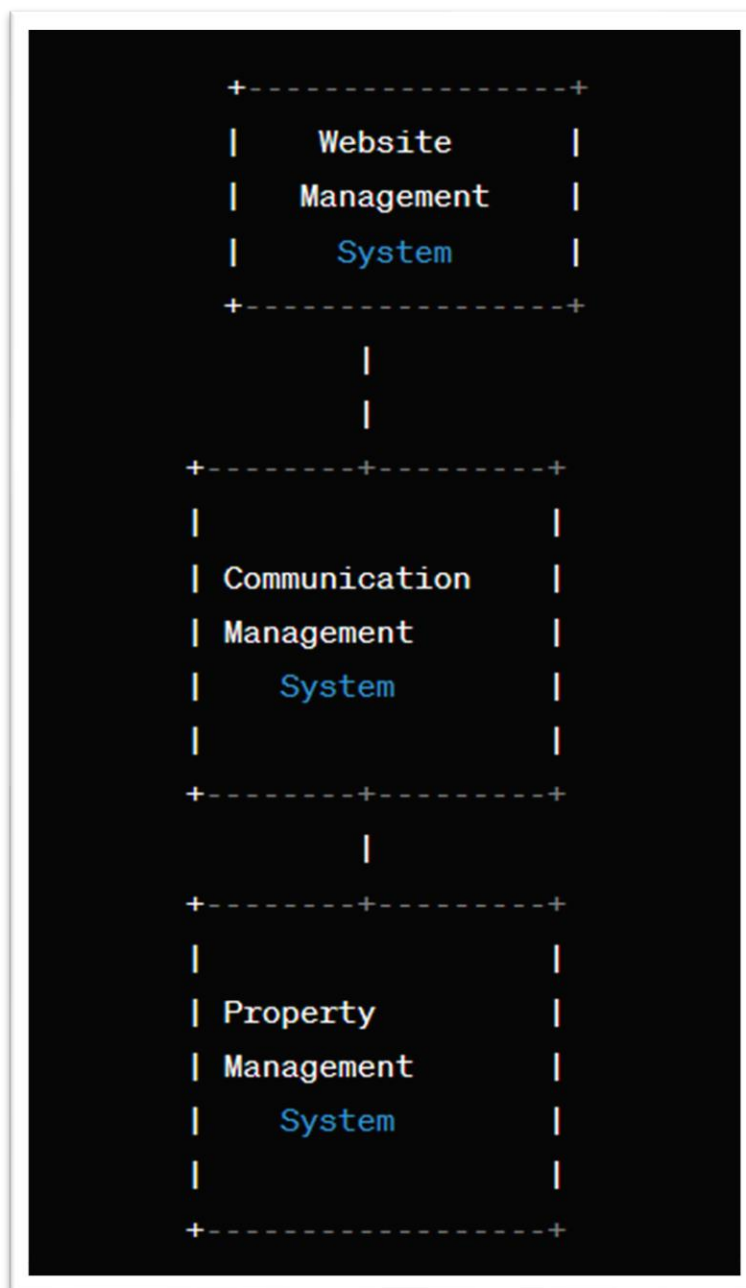 +-----------------+
|    Website      |
|   Management    |
|     System      |
+-----------------+
|
|
+--------+---------+
|                  |
| Communication    |
| Management       |
|    System        |
|                  |
+--------+---------+
|
+--------+---------+
|                  |
| Property         |
| Management       |
|    System        |
|                  |
+------------------+